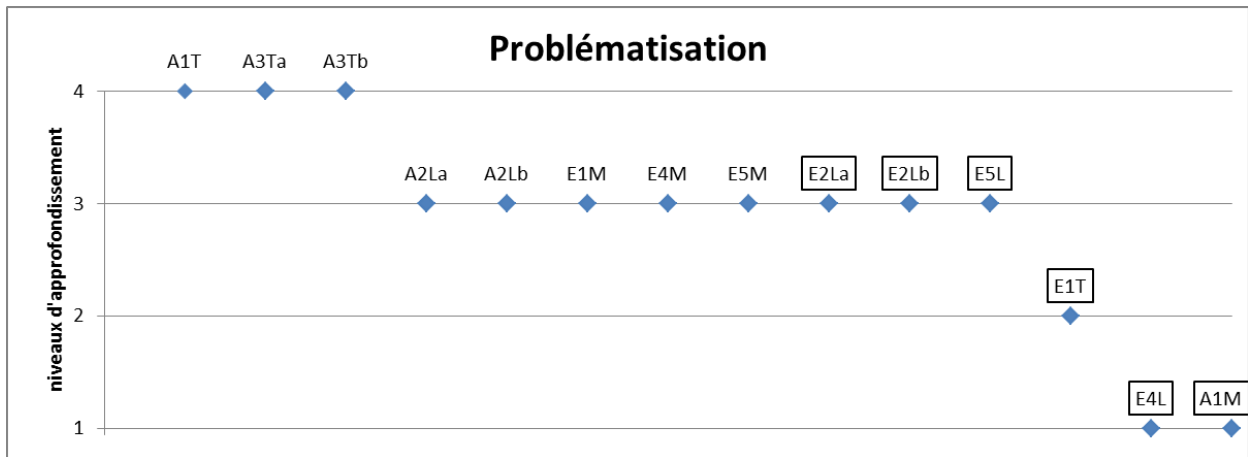 Problématisation
A1T A3Ta A3Tb
4
A2La A2Lb E1M E4M E5M E2La E2Lb E5L
3
E1T
2
E4L A1M
1
niveaux d'approfondissement